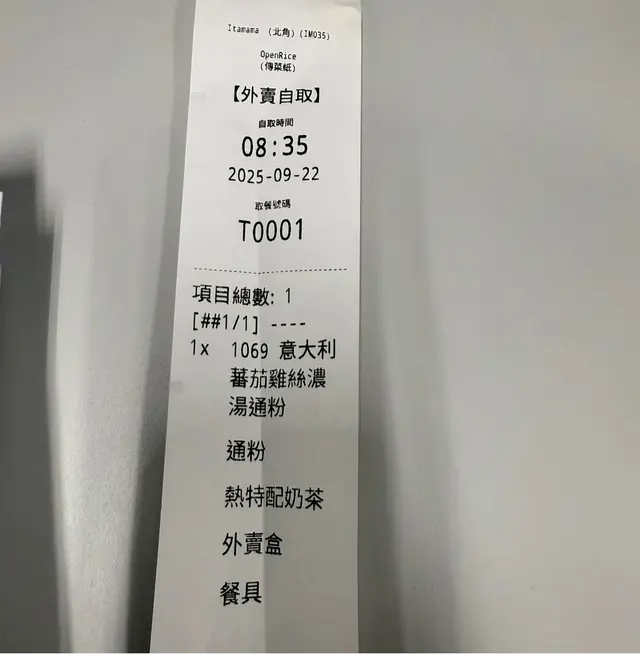 Itamama （北角）(IM035)
OpenRice
(傳菜紙)
【外賣自取】
自取時間
08:35
2025-09-22
取餐號碼
T0001
項目總數: 1
[##1/1] ----
1x 1069 意大利
蕃茄雞絲濃
湯通粉
通粉
熱特配奶茶
外賣盒
餐具